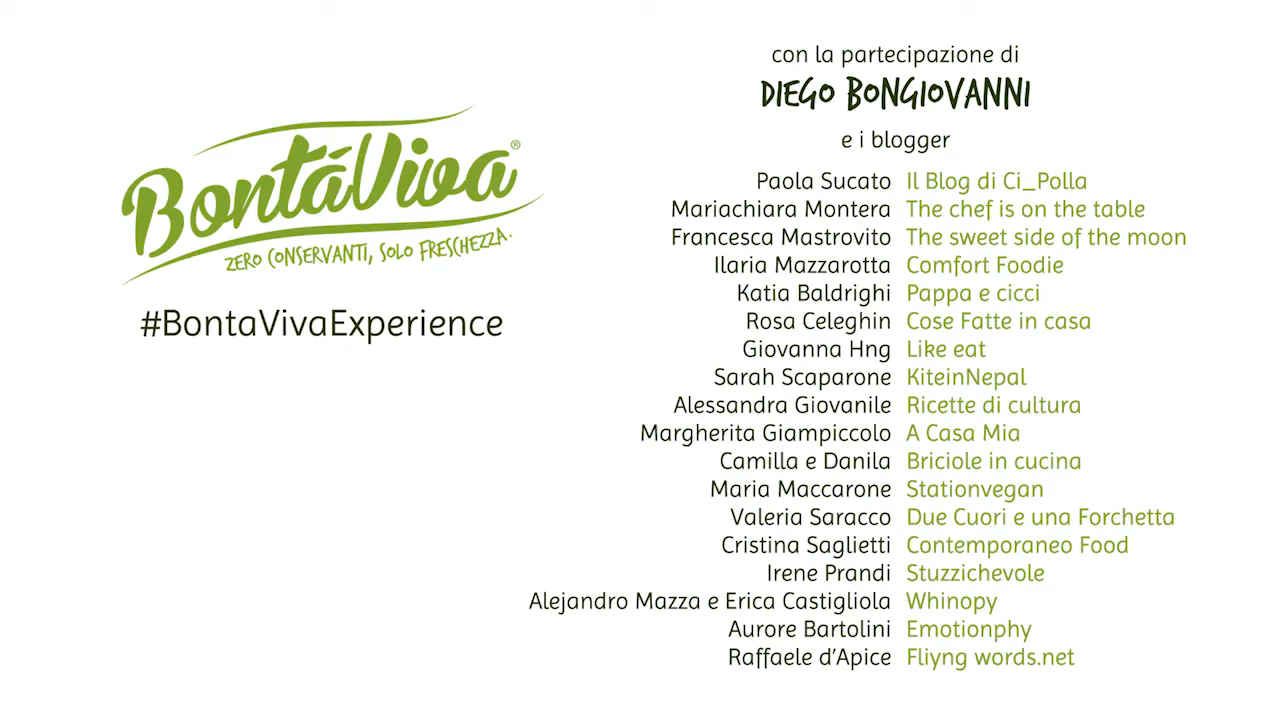 BontáViva®
ZERO CONSERVANTI, SOLO FRESCHEZZA.
#BontaVivaExperience
con la partecipazione di
DIEGO BONGIOVANNI
e i blogger
Paola Sucato Il Blog di Ci_Polla
Mariachiara Montera The chef is on the table
Francesca Mastrovito The sweet side of the moon
Ilaria Mazzarotta Comfort Foodie
Katia Baldrighi Pappa e cicci
Rosa Celeghin Cose Fatte in casa
Giovanna Hng Like eat
Sarah Scaparone KiteinNepal
Alessandra Giovanile Ricette di cultura
Margherita Giampiccolo A Casa Mia
Camilla e Danila Briciole in cucina
Maria Maccarone Stationvegan
Valeria Saracco Due Cuori e una Forchetta
Cristina Saglietti Contemporaneo Food
Irene Prandi Stuzzichevole
Alejandro Mazza e Erica Castigliola Whinopy
Aurore Bartolini Emotionphy
Raffaele d'Apice Fliyng words.net